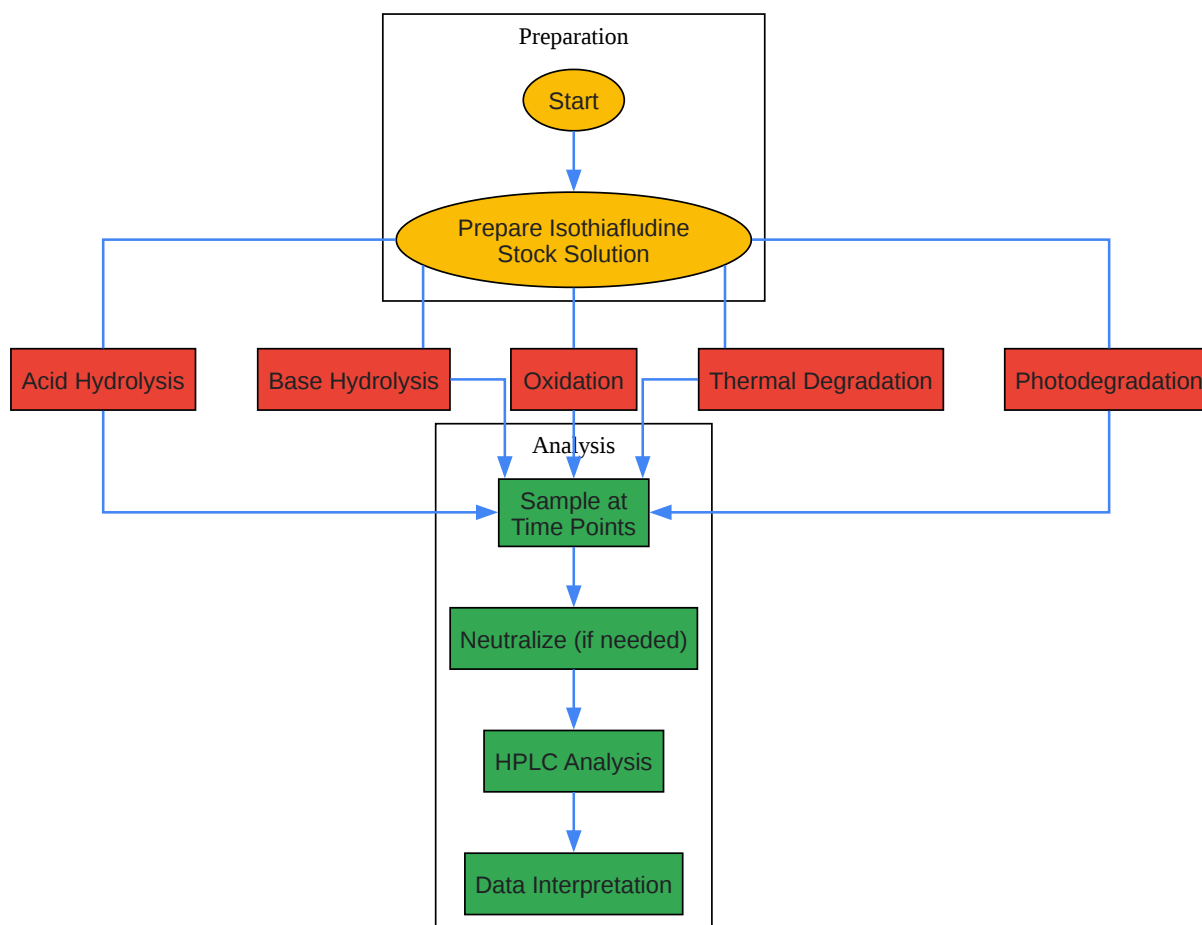 Preparation
Start
Prepare Isothiafludine
Stock Solution
Acid Hydrolysis
Base Hydrolysis
Oxidation
Thermal Degradation
Photodegradation
Analysis
Sample at
Time Points
Neutralize (if needed)
HPLC Analysis
Data Interpretation